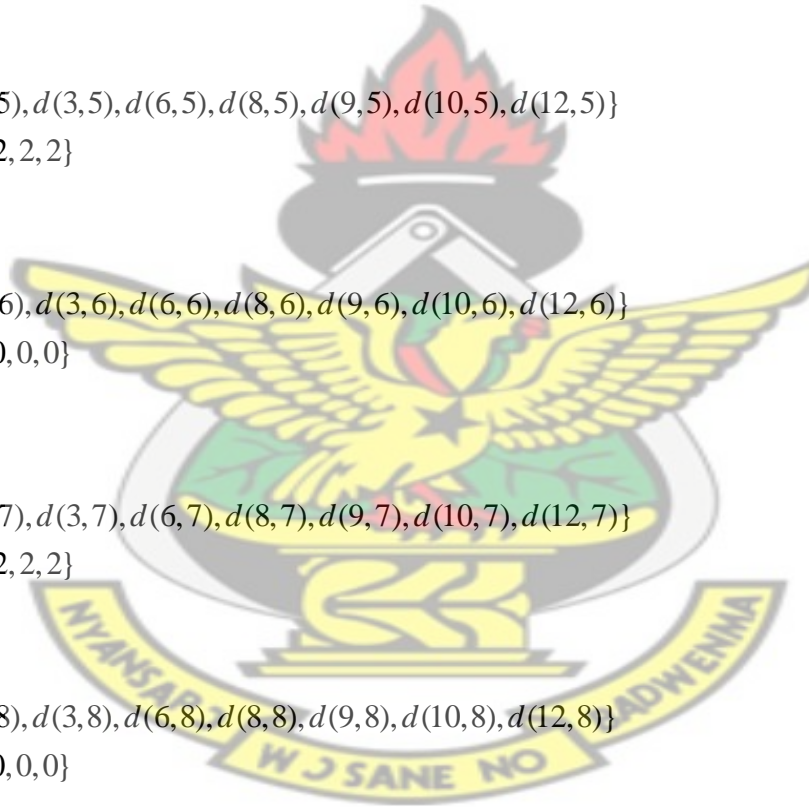 5), d(3,5), d(6,5), d(8,5), d(9,5), d(10,5), d(12,5)}
2, 2, 2}
6), d(3,6), d(6,6), d(8,6), d(9,6), d(10,6), d(12,6)}
0, 0, 0}
7), d(3,7), d(6,7), d(8,7), d(9,7), d(10,7), d(12,7)}
2, 2, 2}
8), d(3,8), d(6,8), d(8,8), d(9,8), d(10,8), d(12,8)}
0, 0, 0}
W Ɔ SANE NO